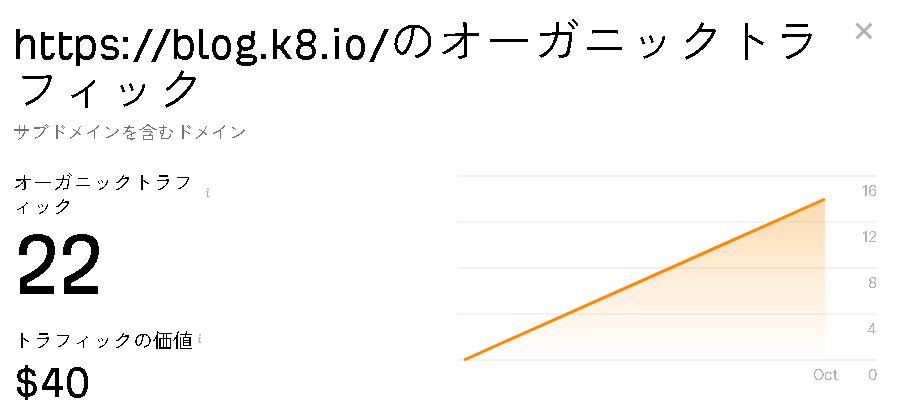 https://blog.k8.io/のオーガニックトラ
フィック
サブドメインを含むドメイン
オーガニックトラフ
ィック
i
22
トラフィックの価値 i
$40
16
12
8
4
Oct 0